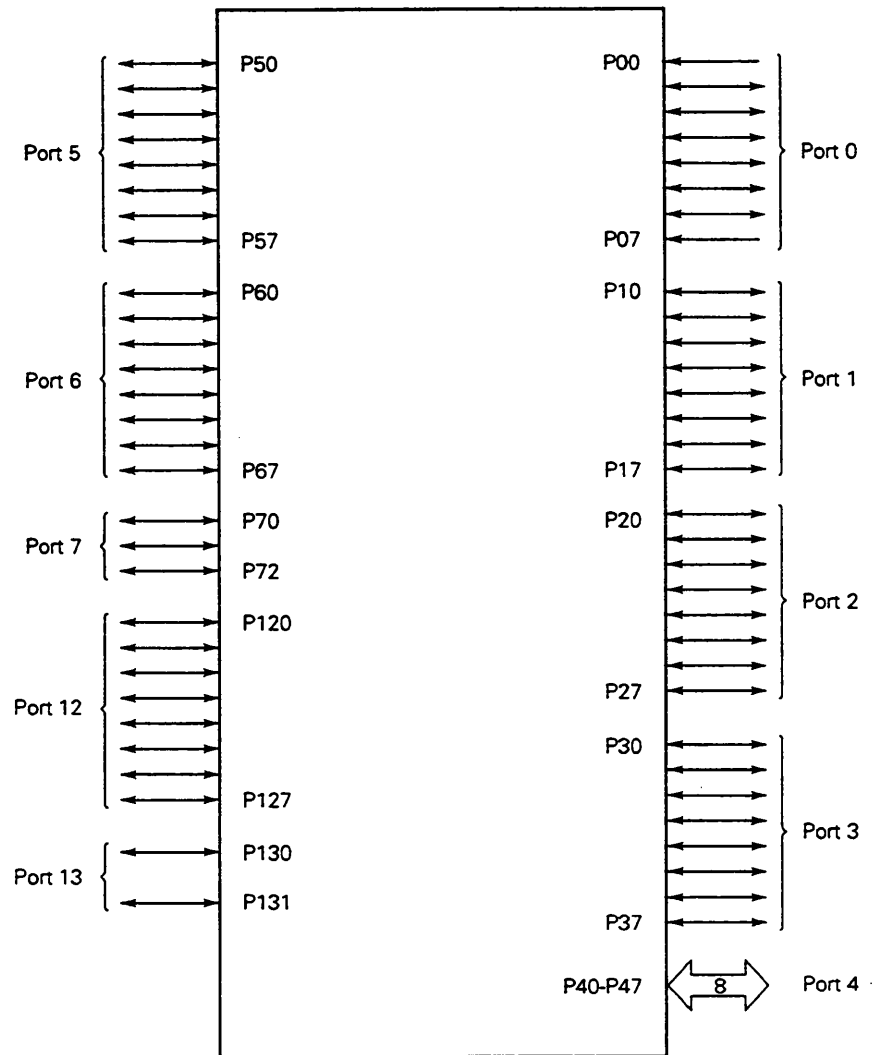 P50
P00
Port 5
Port 0
P57
P07
P60
P10
Port 6
Port 1
P67
P17
P70
P20
Port 7
P72
Port 2
P120
Port 12
P27
P30
P127
Port 3
P130
Port 13
P131
P37
P40-P47
8
Port 4